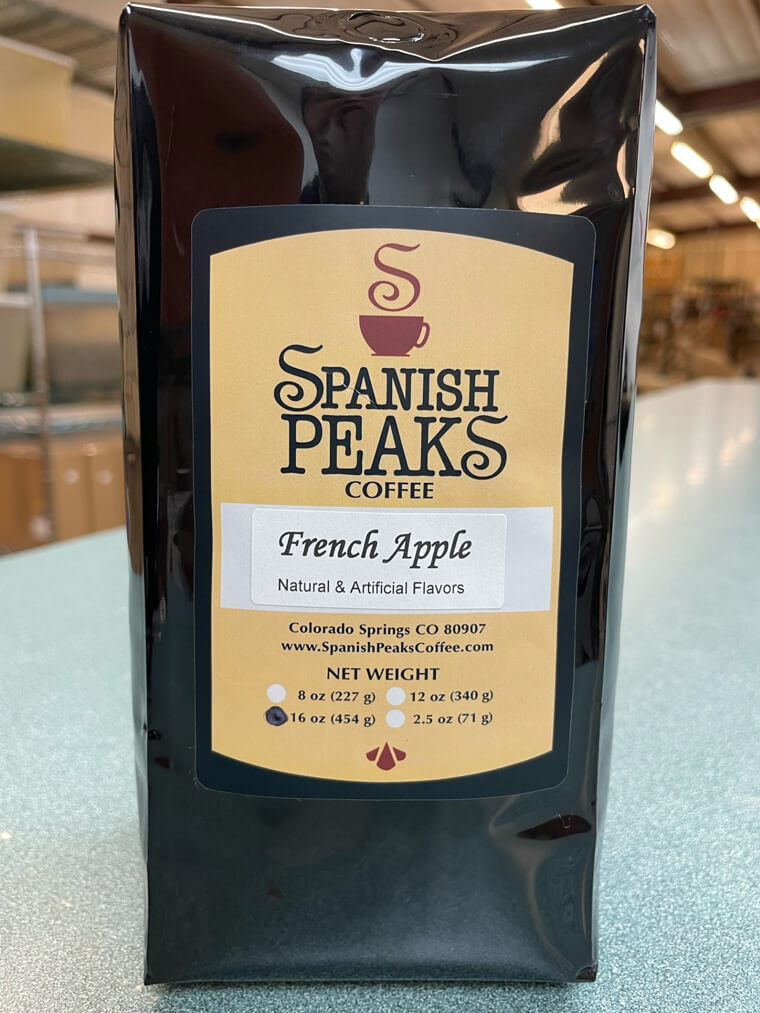 S
SPANISH
PEAKS
COFFEE
French Apple
Natural & Artificial Flavors
Colorado Springs CO 80907
www.SpanishPeaksCoffee.com
NET WEIGHT
8 oz (227 g) 12 oz (340 g)
16 oz (454 g) 2.5 oz (71 g)